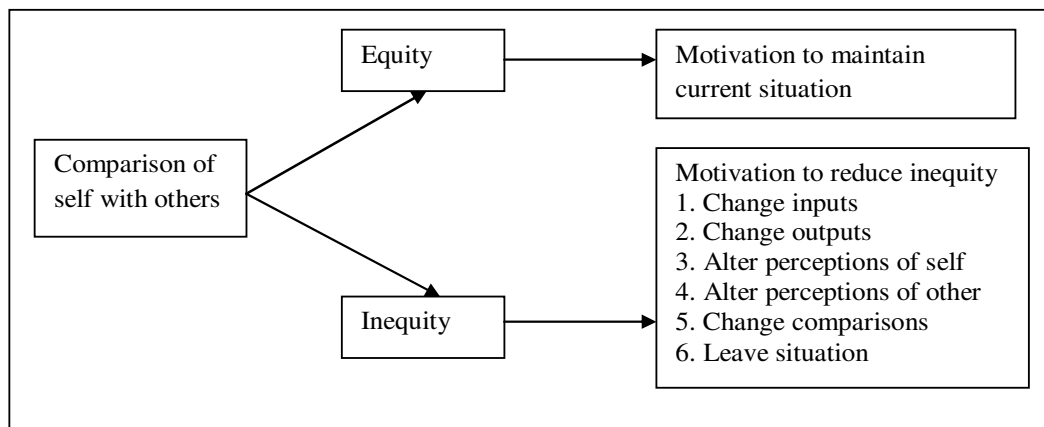 Equity
Motivation to maintain
current situation
Comparison of
self with others
Motivation to reduce inequity
1. Change inputs
2. Change outputs
3. Alter perceptions of self
4. Alter perceptions of other
5. Change comparisons
6. Leave situation
Inequity